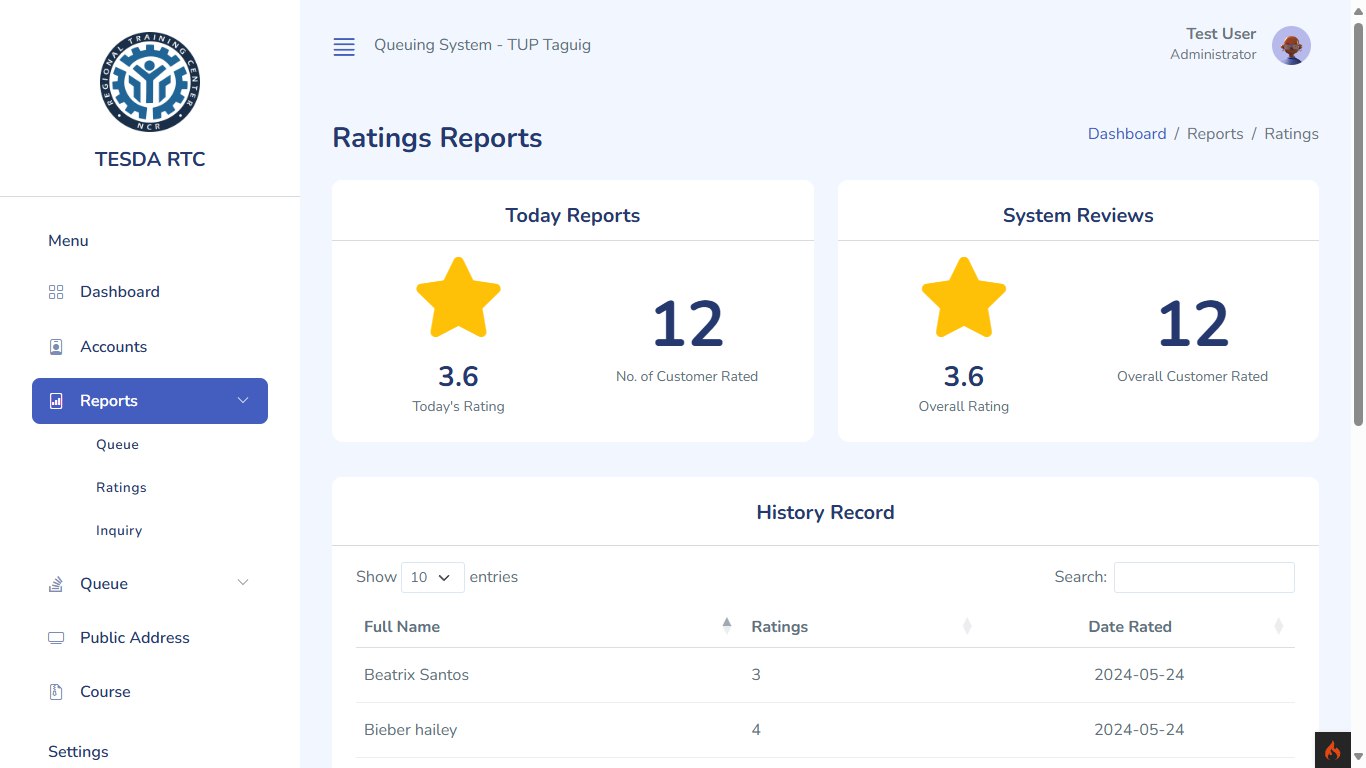 REGIONAL TRAINING CENTER
NCR
TESDA RTC
Menu
Dashboard
Accounts
Reports
Queue
Ratings
Inquiry
Queue
Public Address
Course
Settings
Queuing System - TUP Taguig
Test User
Administrator
Ratings Reports
Dashboard / Reports / Ratings
Today Reports
3.6
Today's Rating
12
No. of Customer Rated
System Reviews
3.6
Overall Rating
12
Overall Customer Rated
History Record
Show 10 entries
Search:
Full Name Ratings Date Rated
Beatrix Santos 3 2024-05-24
Bieber hailey 4 2024-05-24